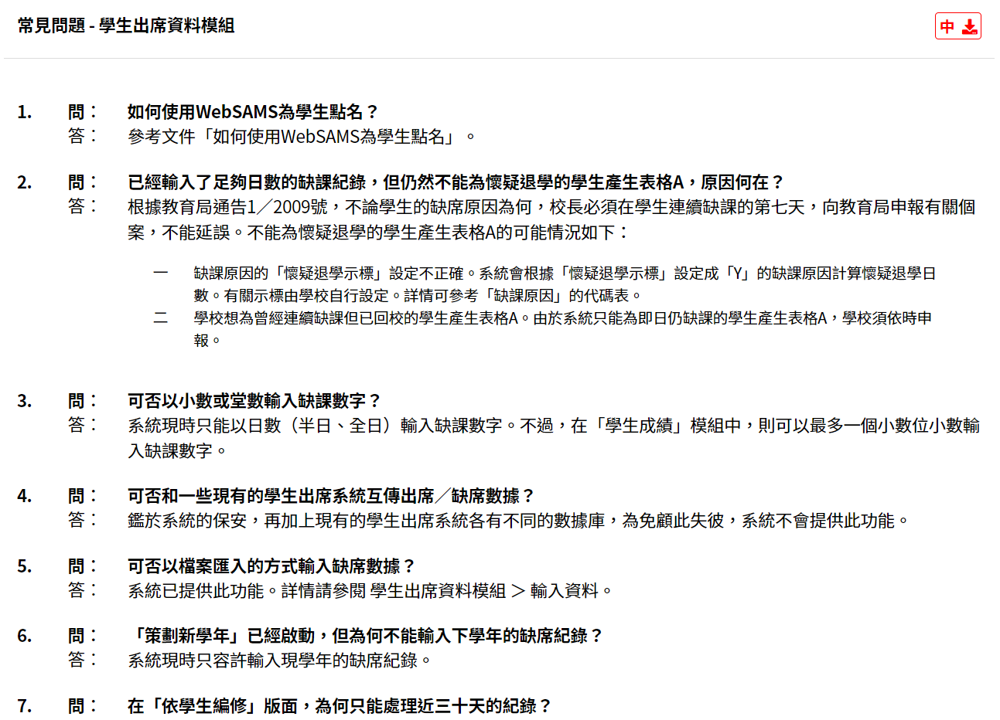 常見問題 - 學生出席資料模組
中
1. 問： 如何使用WebSAMS為學生點名？
答： 參考文件「如何使用WebSAMS為學生點名」。
2. 問： 已經輸入了足夠日數的缺課紀錄，但仍然不能為懷疑退學的學生產生表格A，原因何在？
答： 根據教育局通告1／2009號，不論學生的缺席原因為何，校長必須在學生連續缺課的第七天，向教育局申報有關個
案，不能延誤。不能為懷疑退學的學生產生表格A的可能情況如下：
一 缺課原因的「懷疑退學示標」設定不正確。系統會根據「懷疑退學示標」設定成「Y」的缺課原因計算懷疑退學日
數。有關示標由學校自行設定。詳情可參考「缺課原因」的代碼表。
二 學校想為曾經連續缺課但已回校的學生產生表格A。由於系統只能為即日仍缺課的學生產生表格A，學校須依時申
報。
3. 問： 可否以小數或堂數輸入缺課數字？
答： 系統現時只能以日數（半日、全日）輸入缺課數字。不過，在「學生成績」模組中，則可以最多一個小數位小數輸
入缺課數字。
4. 問： 可否和一些現有的學生出席系統互傳出席／缺席數據？
答： 鑑於系統的保安，再加上現有的學生出席系統各有不同的數據庫，為免顧此失彼，系統不會提供此功能。
5. 問： 可否以檔案匯入的方式輸入缺席數據？
答： 系統已提供此功能。詳情請參閱 學生出席資料模組 ＞ 輸入資料。
6. 問： 「策劃新學年」已經啟動，但為何不能輸入下學年的缺席紀錄？
答： 系統現時只容許輸入現學年的缺席紀錄。
7. 問： 在「依學生編修」版面，為何只能處理近三十天的紀錄？